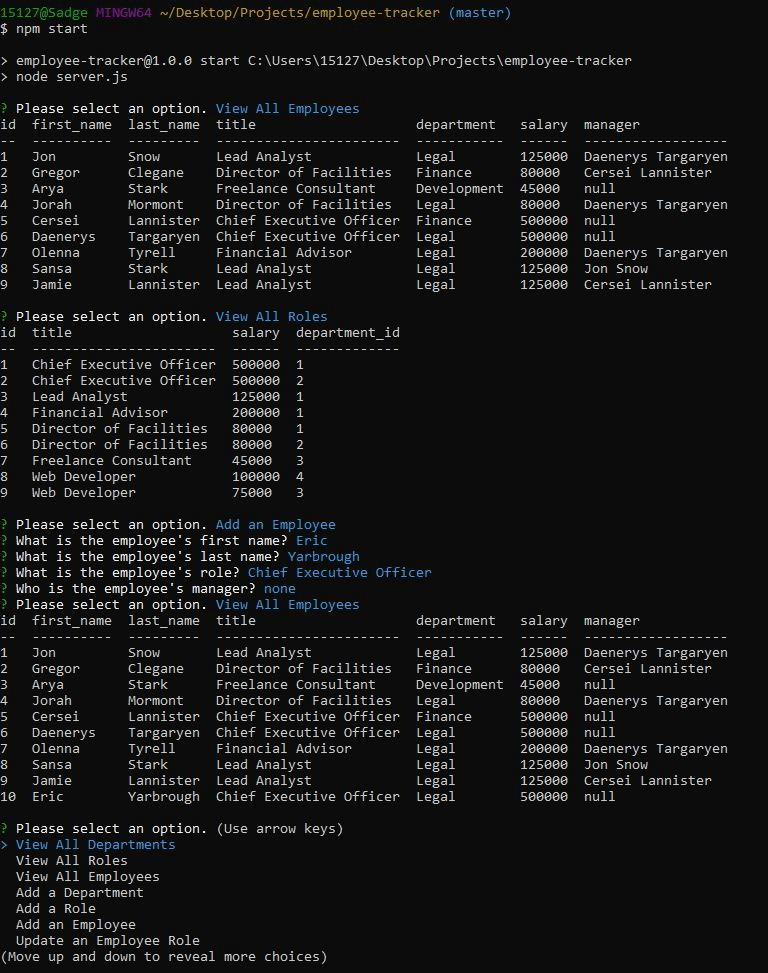 15127@Sadge MINGW64 ~/Desktop/Projects/employee-tracker (master)
$ npm start

> employee-tracker@1.0.0 start C:\Users\15127\Desktop\Projects\employee-tracker
> node server.js

? Please select an option. View All Employees
id  first_name  last_name  title                    department   salary  manager
--  ----------  ---------  -----------------------  -----------  ------  ------------------
1   Jon         Snow       Lead Analyst             Legal        125000  Daenerys Targaryen
2   Gregor      Clegane    Director of Facilities   Finance      80000   Cersei Lannister
3   Arya        Stark      Freelance Consultant     Development  45000   null
4   Jorah       Mormont    Director of Facilities   Legal        80000   Daenerys Targaryen
5   Cersei      Lannister  Chief Executive Officer  Finance      500000  null
6   Daenerys    Targaryen  Chief Executive Officer  Legal        500000  null
7   Olenna      Tyrell     Financial Advisor        Legal        200000  Daenerys Targaryen
8   Sansa       Stark      Lead Analyst             Legal        125000  Jon Snow
9   Jamie       Lannister  Lead Analyst             Legal        125000  Cersei Lannister

? Please select an option. View All Roles
id  title                    salary  department_id
--  -----------------------  ------  -------------
1   Chief Executive Officer  500000  1
2   Chief Executive Officer  500000  2
3   Lead Analyst             125000  1
4   Financial Advisor        200000  1
5   Director of Facilities   80000   1
6   Director of Facilities   80000   2
7   Freelance Consultant     45000   3
8   Web Developer            100000  4
9   Web Developer            75000   3

? Please select an option. Add an Employee
? What is the employee's first name? Eric
? What is the employee's last name? Yarbrough
? What is the employee's role? Chief Executive Officer
? Who is the employee's manager? none
? Please select an option. View All Employees
id  first_name  last_name  title                    department   salary  manager
--  ----------  ---------  -----------------------  -----------  ------  ------------------
1   Jon         Snow       Lead Analyst             Legal        125000  Daenerys Targaryen
2   Gregor      Clegane    Director of Facilities   Finance      80000   Cersei Lannister
3   Arya        Stark      Freelance Consultant     Development  45000   null
4   Jorah       Mormont    Director of Facilities   Legal        80000   Daenerys Targaryen
5   Cersei      Lannister  Chief Executive Officer  Finance      500000  null
6   Daenerys    Targaryen  Chief Executive Officer  Legal        500000  null
7   Olenna      Tyrell     Financial Advisor        Legal        200000  Daenerys Targaryen
8   Sansa       Stark      Lead Analyst             Legal        125000  Jon Snow
9   Jamie       Lannister  Lead Analyst             Legal        125000  Cersei Lannister
10  Eric        Yarbrough  Chief Executive Officer  Legal        500000  null

? Please select an option. (Use arrow keys)
> View All Departments
  View All Roles
  View All Employees
  Add a Department
  Add a Role
  Add an Employee
  Update an Employee Role
(Move up and down to reveal more choices)